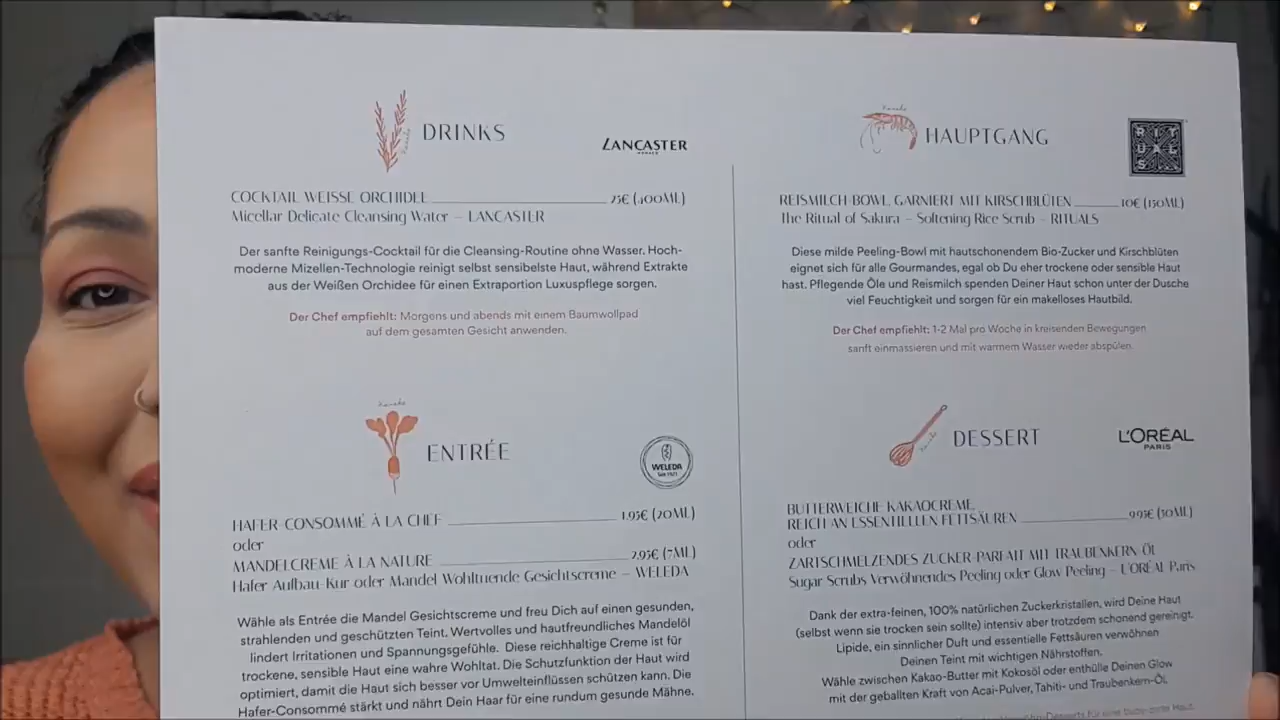 DRINKS
LANCASTER
MONACO
COCKTAIL WEISSE ORCHIDEE 25€ (400ML)
Micellar Delicate Cleansing Water – LANCASTER
Der sanfte Reinigungs-Cocktail für die Cleansing-Routine ohne Wasser. Hoch-
moderne Mizellen-Technologie reinigt selbst sensibelste Haut, während Extrakte
aus der Weißen Orchidee für einen Extraportion Luxuspflege sorgen.
Der Chef empfiehlt: Morgens und abends mit einem Baumwollpad
auf dem gesamten Gesicht anwenden.
ENTRÉE
WELEDA
Seit 1921
HAFER-CONSOMMÉ À LA CHEF 1.95€ (20ML)
oder
MANDELCREME À LA NATURE 2.95€ (7ML)
Hafer Aufbau-Kur oder Mandel Wohltuende Gesichtscreme – WELEDA
Wähle als Entrée die Mandel Gesichtscreme und freu Dich auf einen gesunden,
strahlenden und geschützten Teint. Wertvolles und hautfreundliches Mandelöl
lindert Irritationen und Spannungsgefühle. Diese reichhaltige Creme ist für
trockene, sensible Haut eine wahre Wohltat. Die Schutzfunktion der Haut wird
optimiert, damit die Haut sich besser vor Umwelteinflüssen schützen kann. Die
Hafer-Consommé stärkt und nährt Dein Haar für eine rundum gesunde Mähne.
HAUPTGANG
RITUALS
REISMILCH-BOWL, GARNIERT MIT KIRSCHBLÜTEN 10€ (150ML)
The Ritual of Sakura – Softening Rice Scrub – RITUALS
Diese milde Peeling-Bowl mit hautschonendem Bio-Zucker und Kirschblüten
eignet sich für alle Gourmandes, egal ob Du eher trockene oder sensible Haut
hast. Pflegende Öle und Reismilch spenden Deiner Haut schon unter der Dusche
viel Feuchtigkeit und sorgen für ein makelloses Hautbild.
Der Chef empfiehlt: 1-2 Mal pro Woche in kreisenden Bewegungen
sanft einmassieren und mit warmem Wasser wieder abspülen.
DESSERT
L'ORÉAL
PARIS
BUTTERWEICHE KAKAOCREME,
REICH AN ESSENTIELLEN FETTSÄUREN 9.95€ (50ML)
oder
ZARTSCHMELZENDES ZUCKER-PARFAIT MIT TRAUBENKERN-ÖL
Sugar Scrubs Verwöhnendes Peeling oder Glow Peeling – L'ORÉAL Paris
Dank der extra-feinen, 100% natürlichen Zuckerkristallen, wird Deine Haut
(selbst wenn sie trocken sein sollte) intensiv aber trotzdem schonend gereinigt.
Lipide, ein sinnlicher Duft und essentielle Fettsäuren verwöhnen
Deinen Teint mit wichtigen Nährstoffen.
Wähle zwischen Kakao-Butter mit Kokosöl oder enthülle Deinen Glow
mit der geballten Kraft von Acai-Pulver, Tahiti- und Traubenkern-Öl.